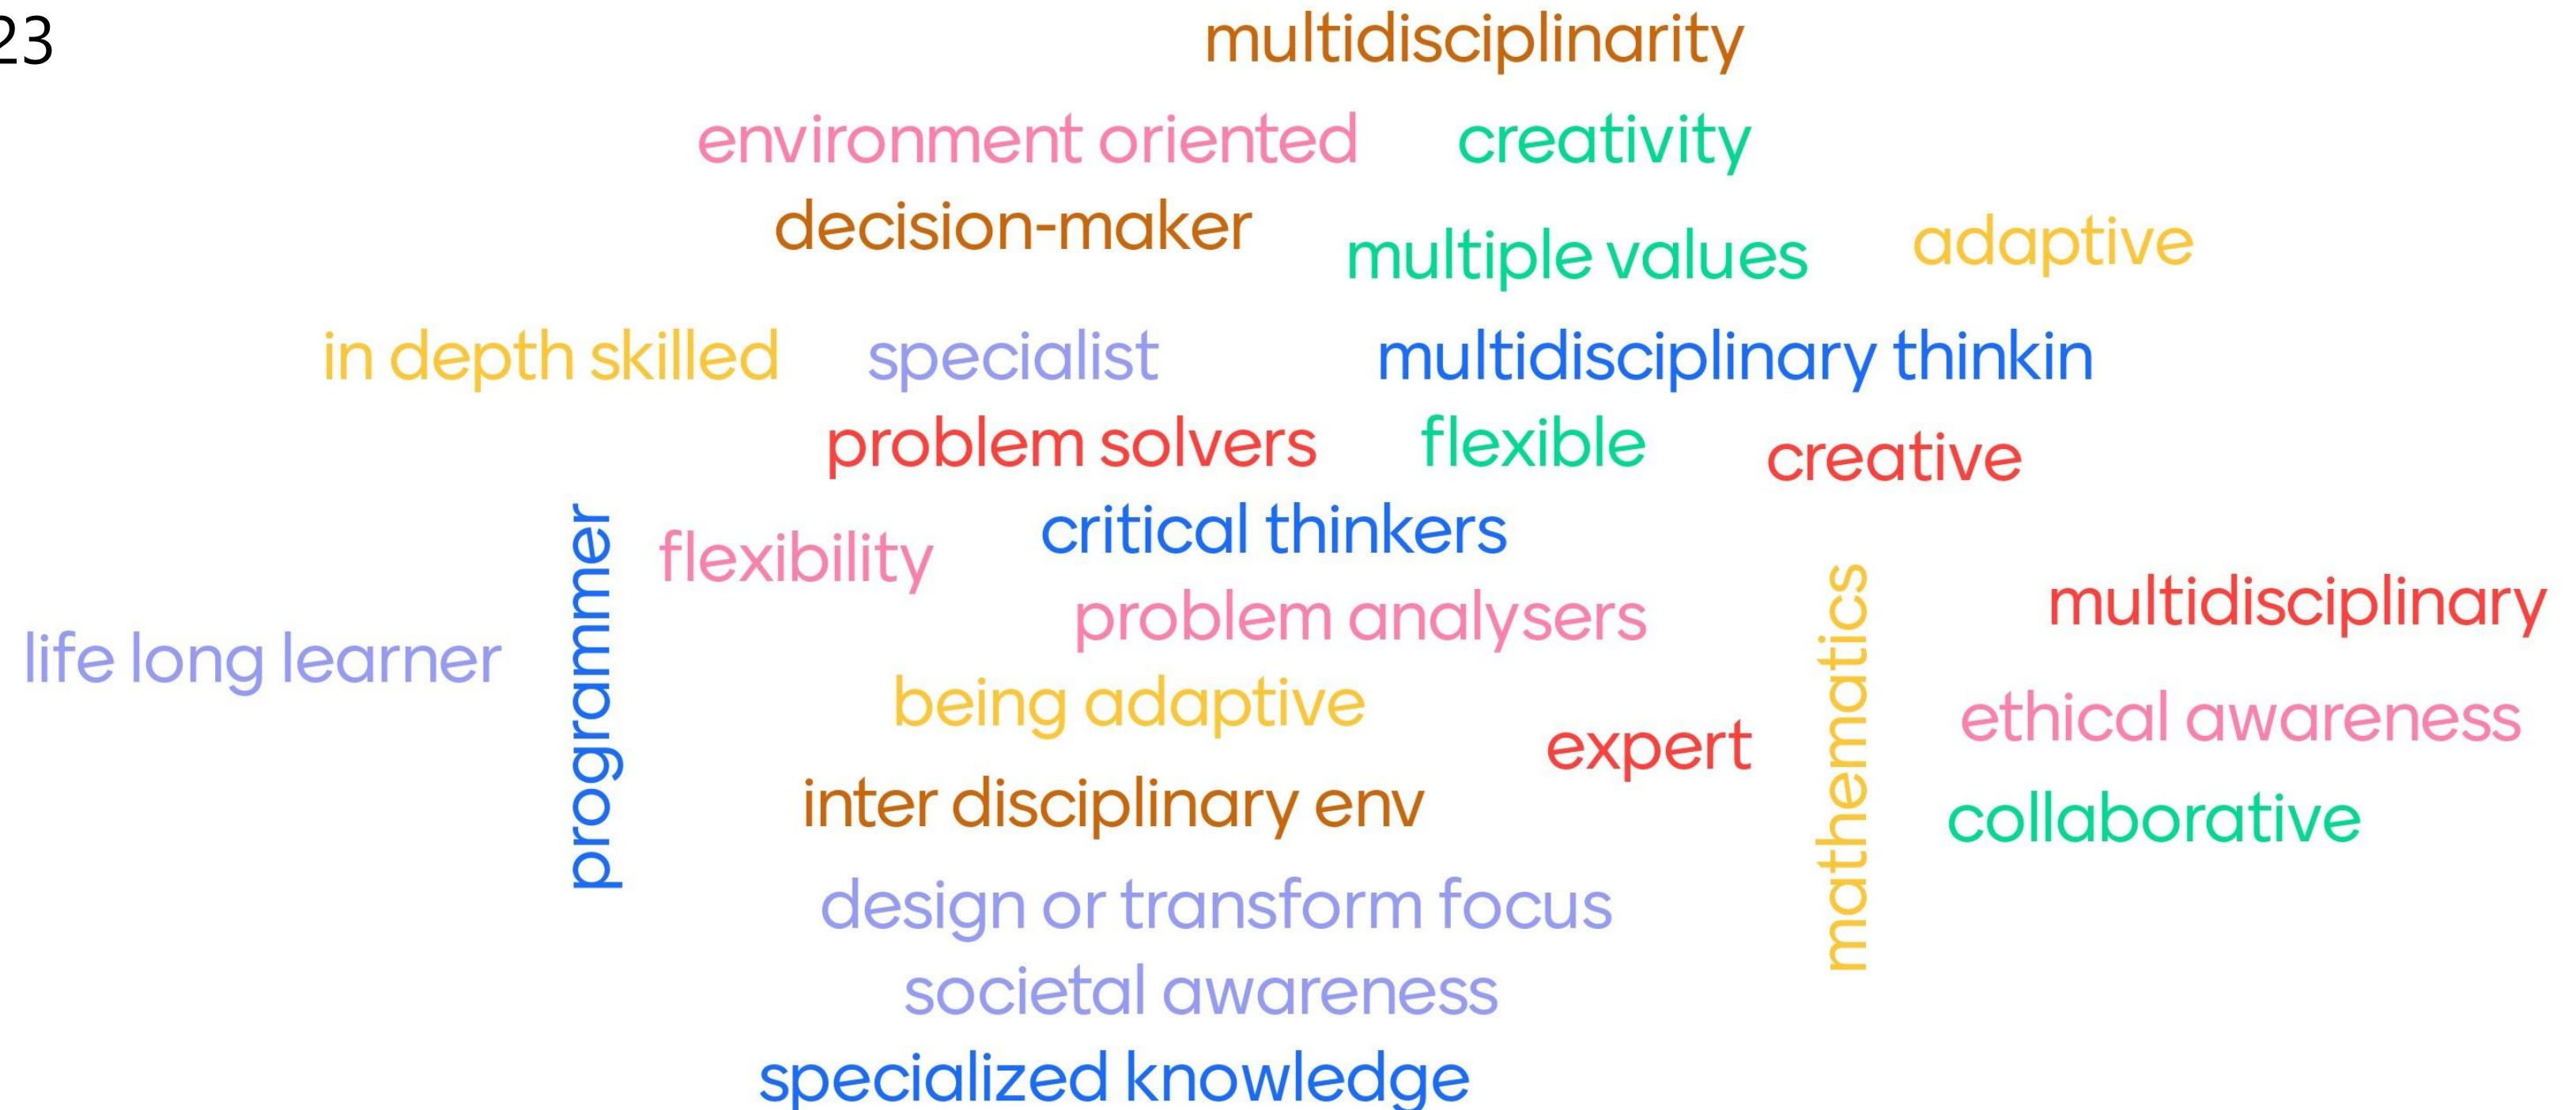 23
multidisciplinarity
environment oriented
creativity
decision-maker
multiple values
adaptive
in depth skilled
specialist
multidisciplinary thinkin
problem solvers
flexible
creative
programmer
flexibility
critical thinkers
problem analysers
mathematics
multidisciplinary
life long learner
being adaptive
expert
ethical awareness
inter disciplinary env
collaborative
design or transform focus
societal awareness
specialized knowledge